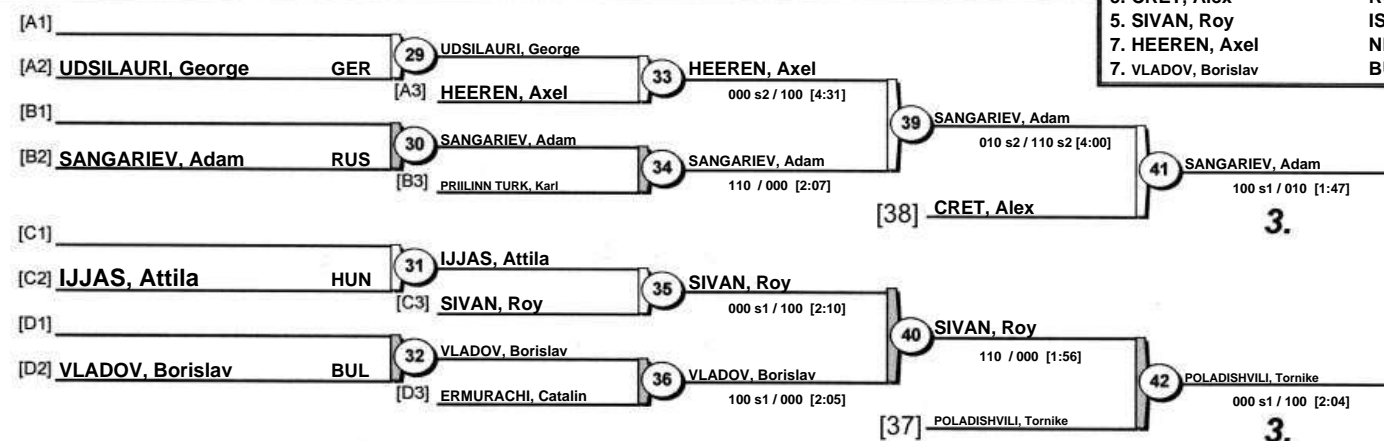 5. SIVAN, Roy
7. HEEREN, Axel
7. VLADOV, Borislav
[A1]
[A2] UDSILAURI, George GER
29
UDSILAURI, George
[A3] HEEREN, Axel
33
HEEREN, Axel
000 s2 / 100 [4:31]
[B1]
[B2] SANGARIEV, Adam RUS
30
SANGARIEV, Adam
[B3] PRIILINN TURK, Karl
34
SANGARIEV, Adam
110 / 000 [2:07]
39
SANGARIEV, Adam
010 s2 / 110 s2 [4:00]
[38] CRET, Alex
41
SANGARIEV, Adam
100 s1 / 010 [1:47]
3.
[C1]
[C2] IJJAS, Attila HUN
31
IJJAS, Attila
[C3] SIVAN, Roy
35
SIVAN, Roy
000 s1 / 100 [2:10]
[D1]
[D2] VLADOV, Borislav BUL
32
VLADOV, Borislav
[D3] ERMURACHI, Catalin
36
VLADOV, Borislav
100 s1 / 000 [2:05]
40
SIVAN, Roy
110 / 000 [1:56]
[37] POLADISHVILI, Tornike
42
POLADISHVILI, Tornike
000 s1 / 100 [2:04]
3.